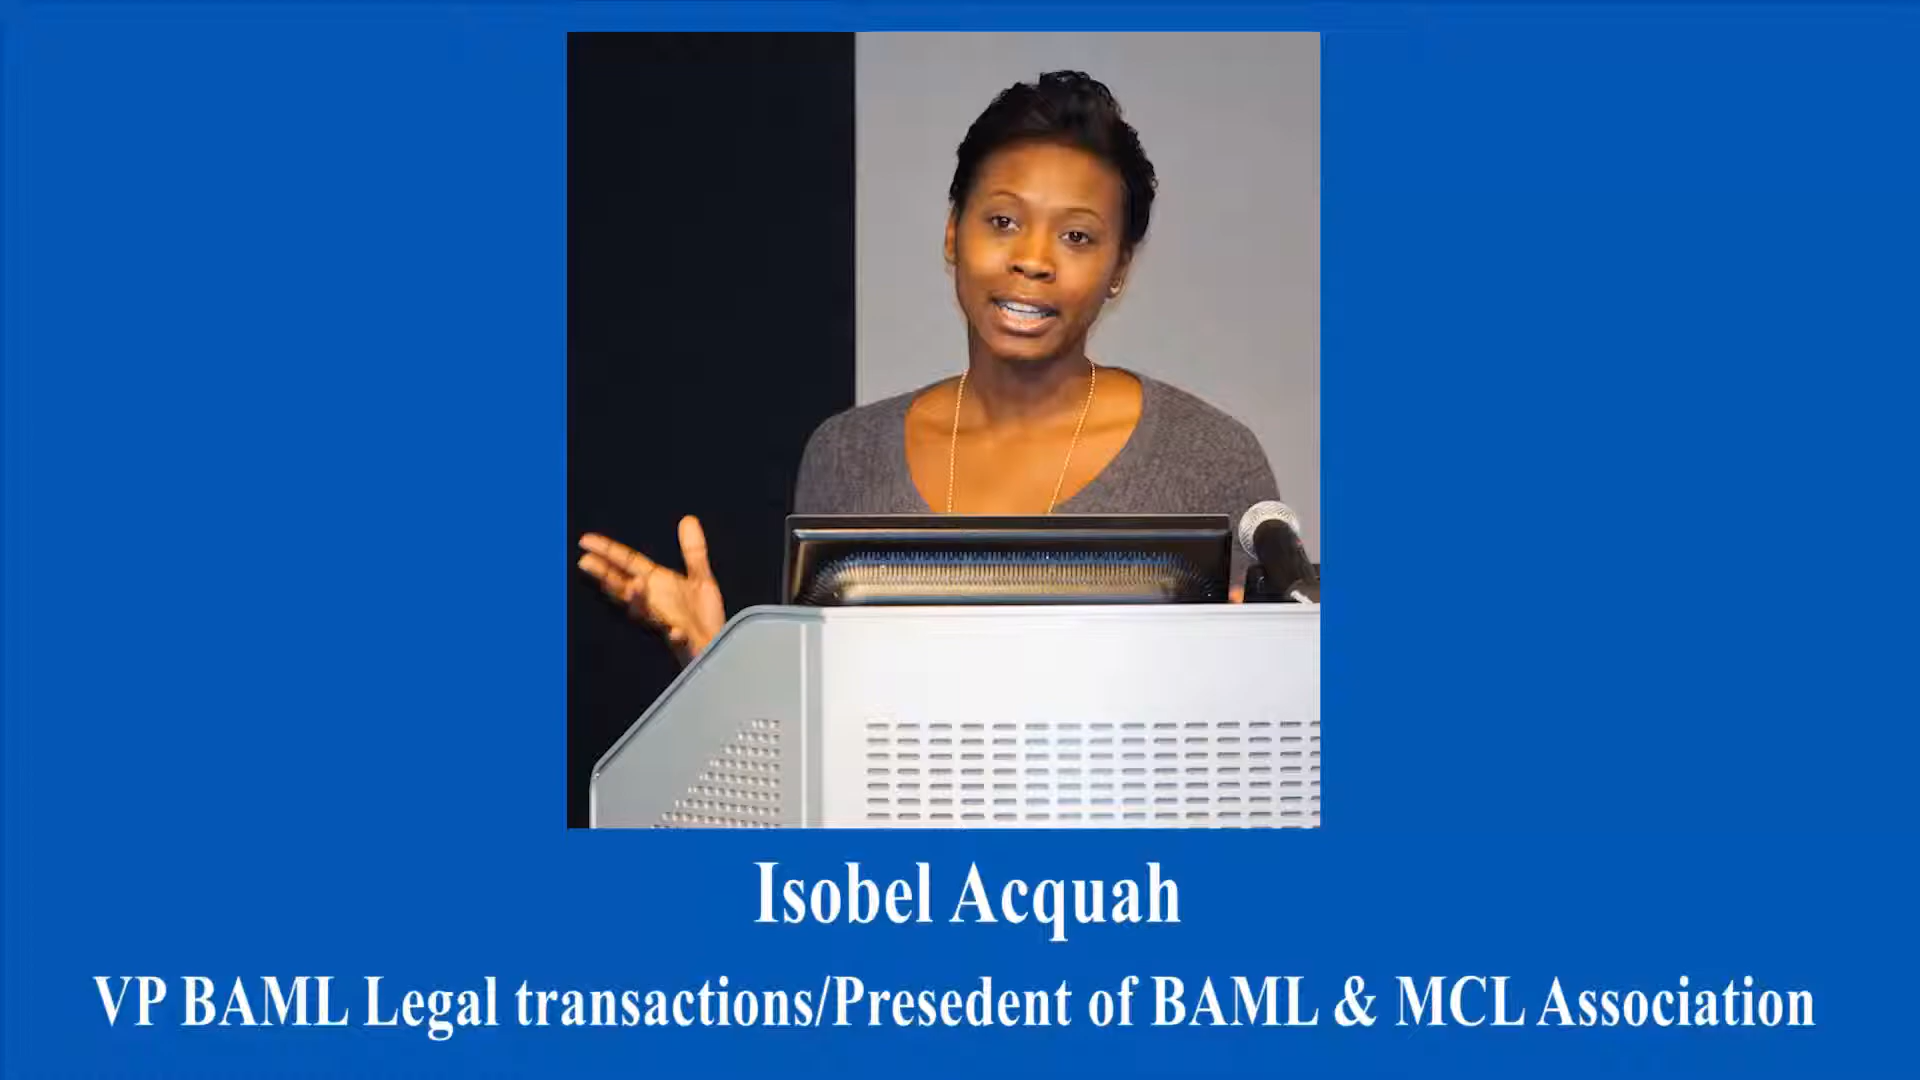 Isobel Acquah
VP BAML Legal transactions/Presedent of BAML & MCL Association